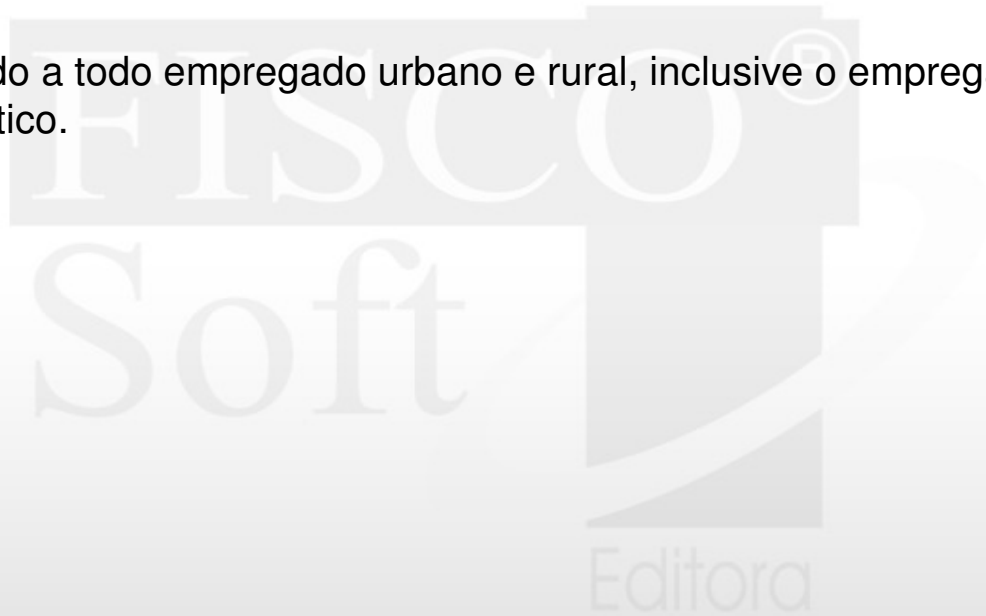 do a todo empregado urbano e rural, inclusive o empreg
tico.
FISCO®
Soft
Editora